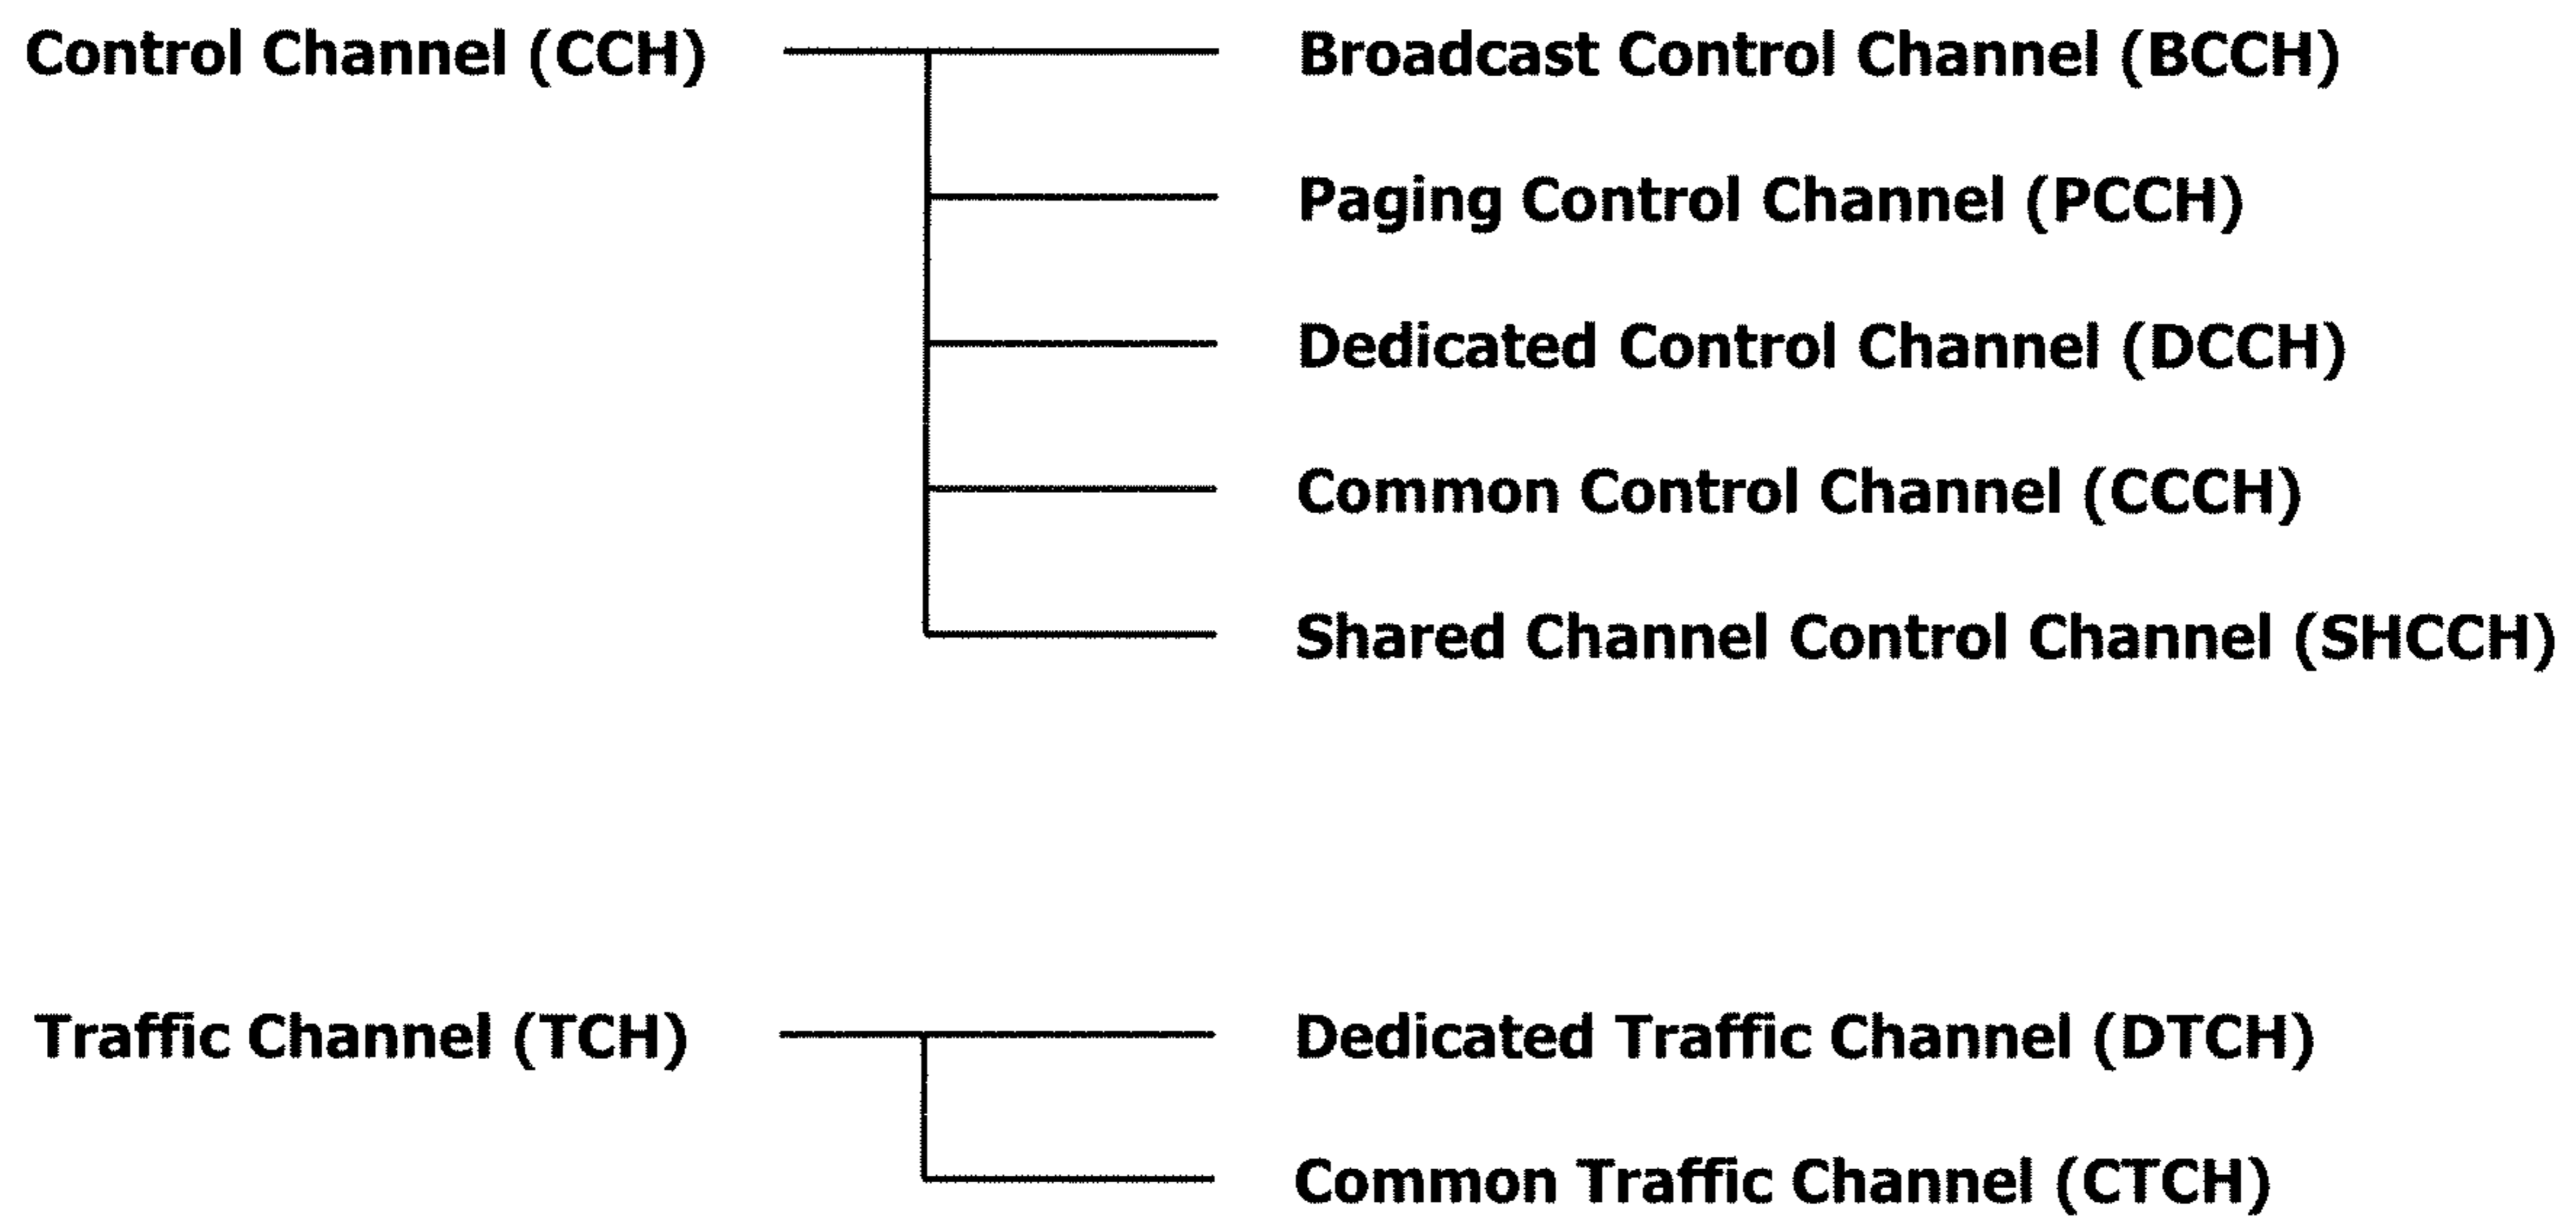 Control Channel (CCH)
Broadcast Control Channel (BCCH)
Paging Control Channel (PCCH)
Dedicated Control Channel (DCCH)
Common Control Channel (CCCH)
Shared Channel Control Channel (SHCCH)
Traffic Channel (TCH)
Dedicated Traffic Channel (DTCH)
Common Traffic Channel (CTCH)